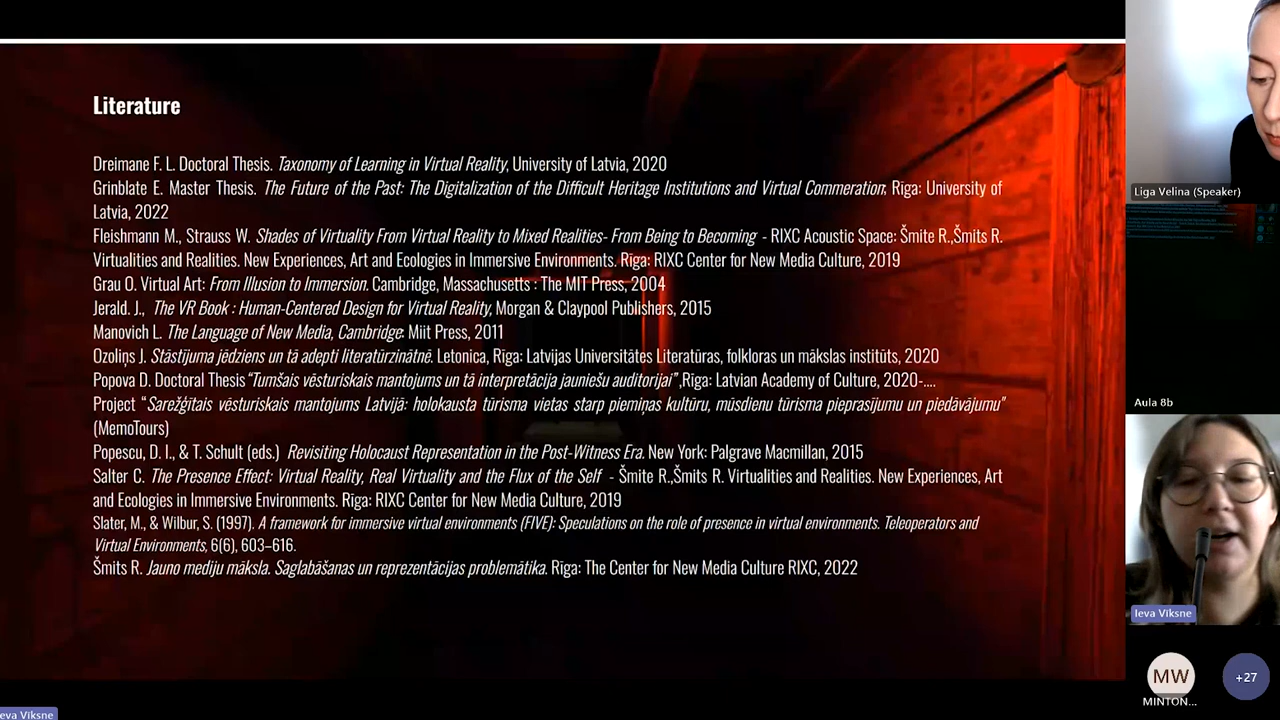 Literature
Dreimane F. L. Doctoral Thesis. Taxonomy of Learning in Virtual Reality, University of Latvia, 2020
Grinblate E. Master Thesis. The Future of the Past: The Digitalization of the Difficult Heritage Institutions and Virtual Commeration. Riga: University of
Latvia, 2022
Fleishmann M., Strauss W. Shades of Virtuality From Virtual Reality to Mixed Realities- From Being to Becoming - RIXC Acoustic Space: Šmite R.,Šmits R.
Virtualities and Realities. New Experiences, Art and Ecologies in Immersive Environments. Riga: RIXC Center for New Media Culture, 2019
Grau O. Virtual Art: From Illusion to Immersion. Cambridge, Massachusetts : The MIT Press, 2004
Jerald. J., The VR Book : Human-Centered Design for Virtual Reality, Morgan & Claypool Publishers, 2015
Manovich L. The Language of New Media, Cambridge: Miit Press, 2011
Ozoliņs J. Stāstījuma jēdziens un tā adepti literatūrzinātnē. Letonica, Rīga: Latvijas Universitātes Literatūras, folkloras un mākslas institūts, 2020
Popova D. Doctoral Thesis “Tumšais vēsturiskais mantojums un tā interpretācija jauniešu auditorijai”,Rīga: Latvian Academy of Culture, 2020-....
Project “Sarežģītais vēsturiskais mantojums Latvijā: holokausta tūrisma vietas starp piemiņas kultūru, mūsdienu tūrisma pieprasījumu un piedāvājumu”
(MemoTours)
Popescu, D. I., & T. Schult (eds.) Revisiting Holocaust Representation in the Post-Witness Era. New York: Palgrave Macmillan, 2015
Salter C. The Presence Effect: Virtual Reality, Real Virtuality and the Flux of the Self - Šmite R.,Šmits R. Virtualities and Realities. New Experiences, Art
and Ecologies in Immersive Environments. Riga: RIXC Center for New Media Culture, 2019
Slater, M., & Wilbur, S. (1997). A framework for immersive virtual environments (FIVE): Speculations on the role of presence in virtual environments. Teleoperators and
Virtual Environments, 6(6), 603–616.
Šmits R. Jauno mediju māksla. Saglabāšanas un reprezentācijas problemātika. Rīga: The Center for New Media Culture RIXC, 2022
Liga Velina (Speaker)
Aula 8b
Ieva Vīksne
MW
MINTON...
+27
eva Vīksne